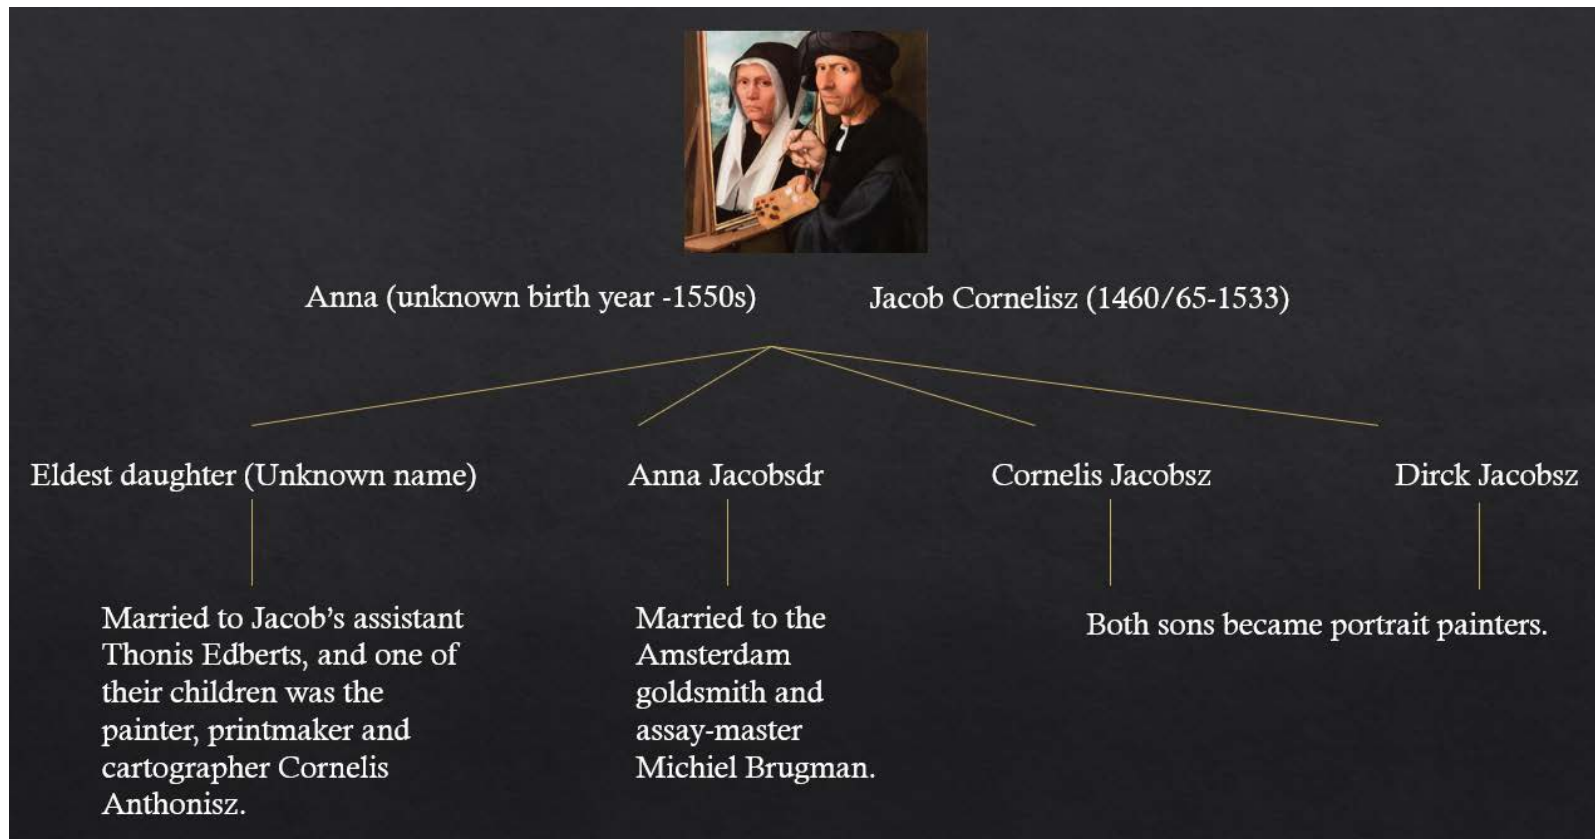 Anna (unknown birth year -1550s)
Jacob Cornelisz (1460/65-1533)
Eldest daughter (Unknown name)
Anna Jacobsdr
Cornelis Jacobsz
Dirck Jacobsz
Married to Jacob’s assistant
Thonis Edberts, and one of
their children was the
painter, printmaker and
cartographer Cornelis
Anthonisz.
Married to the
Amsterdam
goldsmith and
assay-master
Michiel Brugman.
Both sons became portrait painters.